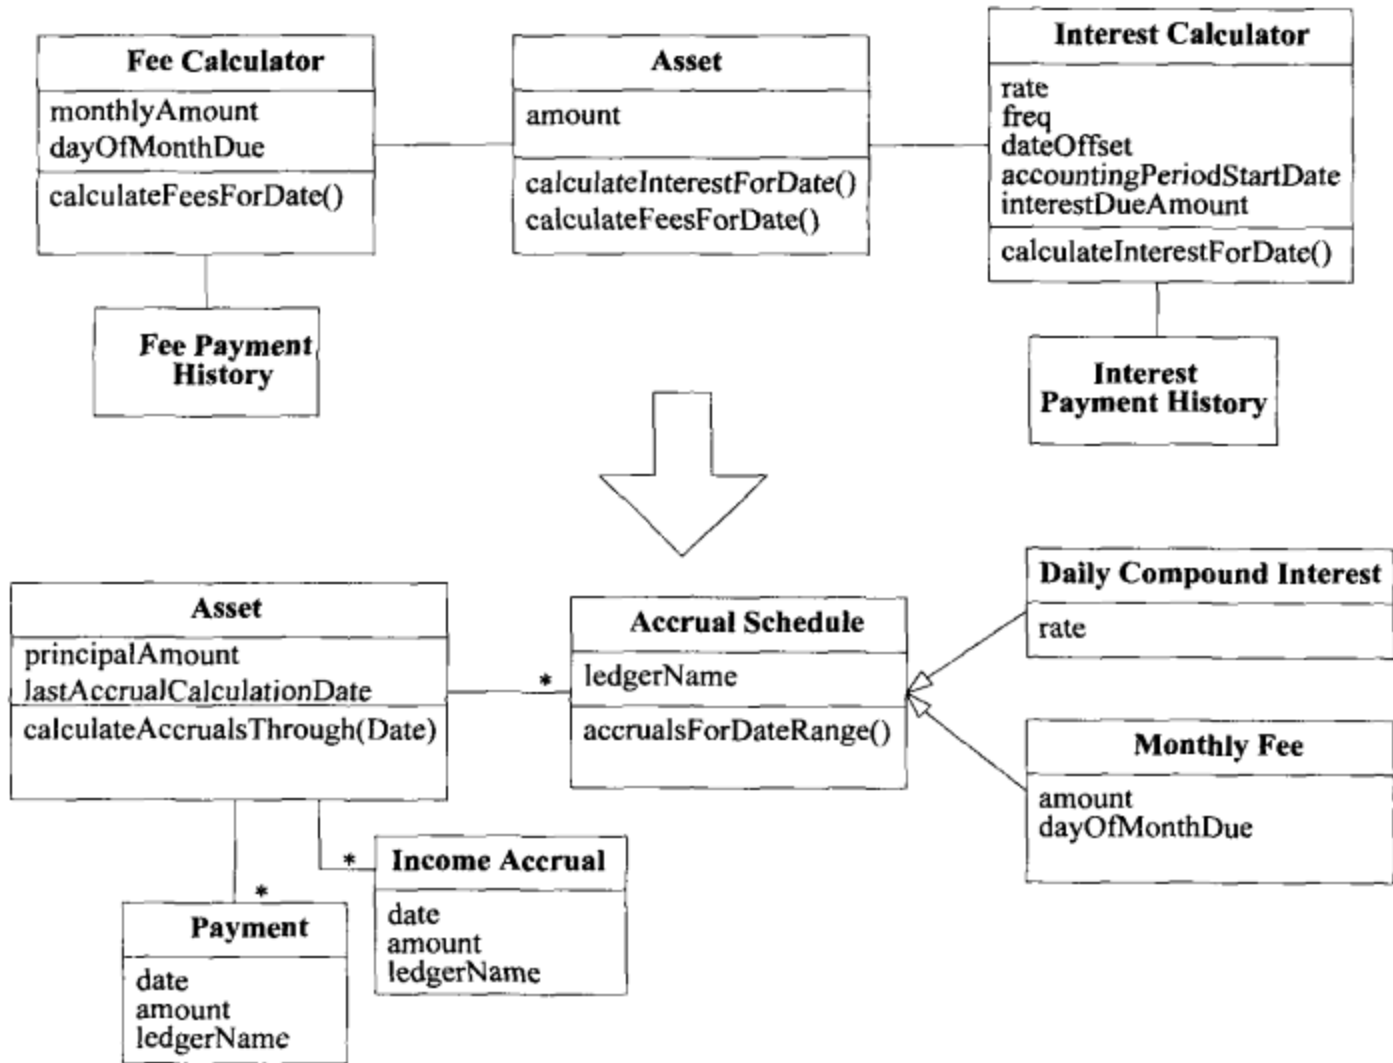 Fee Calculator
monthlyAmount
dayOfMonthDue
calculateFeesForDate()
Fee Payment
History
Asset
amount
calculateInterestForDate()
calculateFeesForDate()
Interest Calculator
rate
freq
dateOffset
accountingPeriodStartDate
interestDueAmount
calculateInterestForDate()
Interest
Payment History
Asset
principalAmount
lastAccrualCalculationDate
calculateAccrualsThrough(Date)
*
Accrual Schedule
ledgerName
accrualsForDateRange()
Daily Compound Interest
rate
Monthly Fee
amount
dayOfMonthDue
*
Income Accrual
date
amount
ledgerName
*
Payment
date
amount
ledgerName